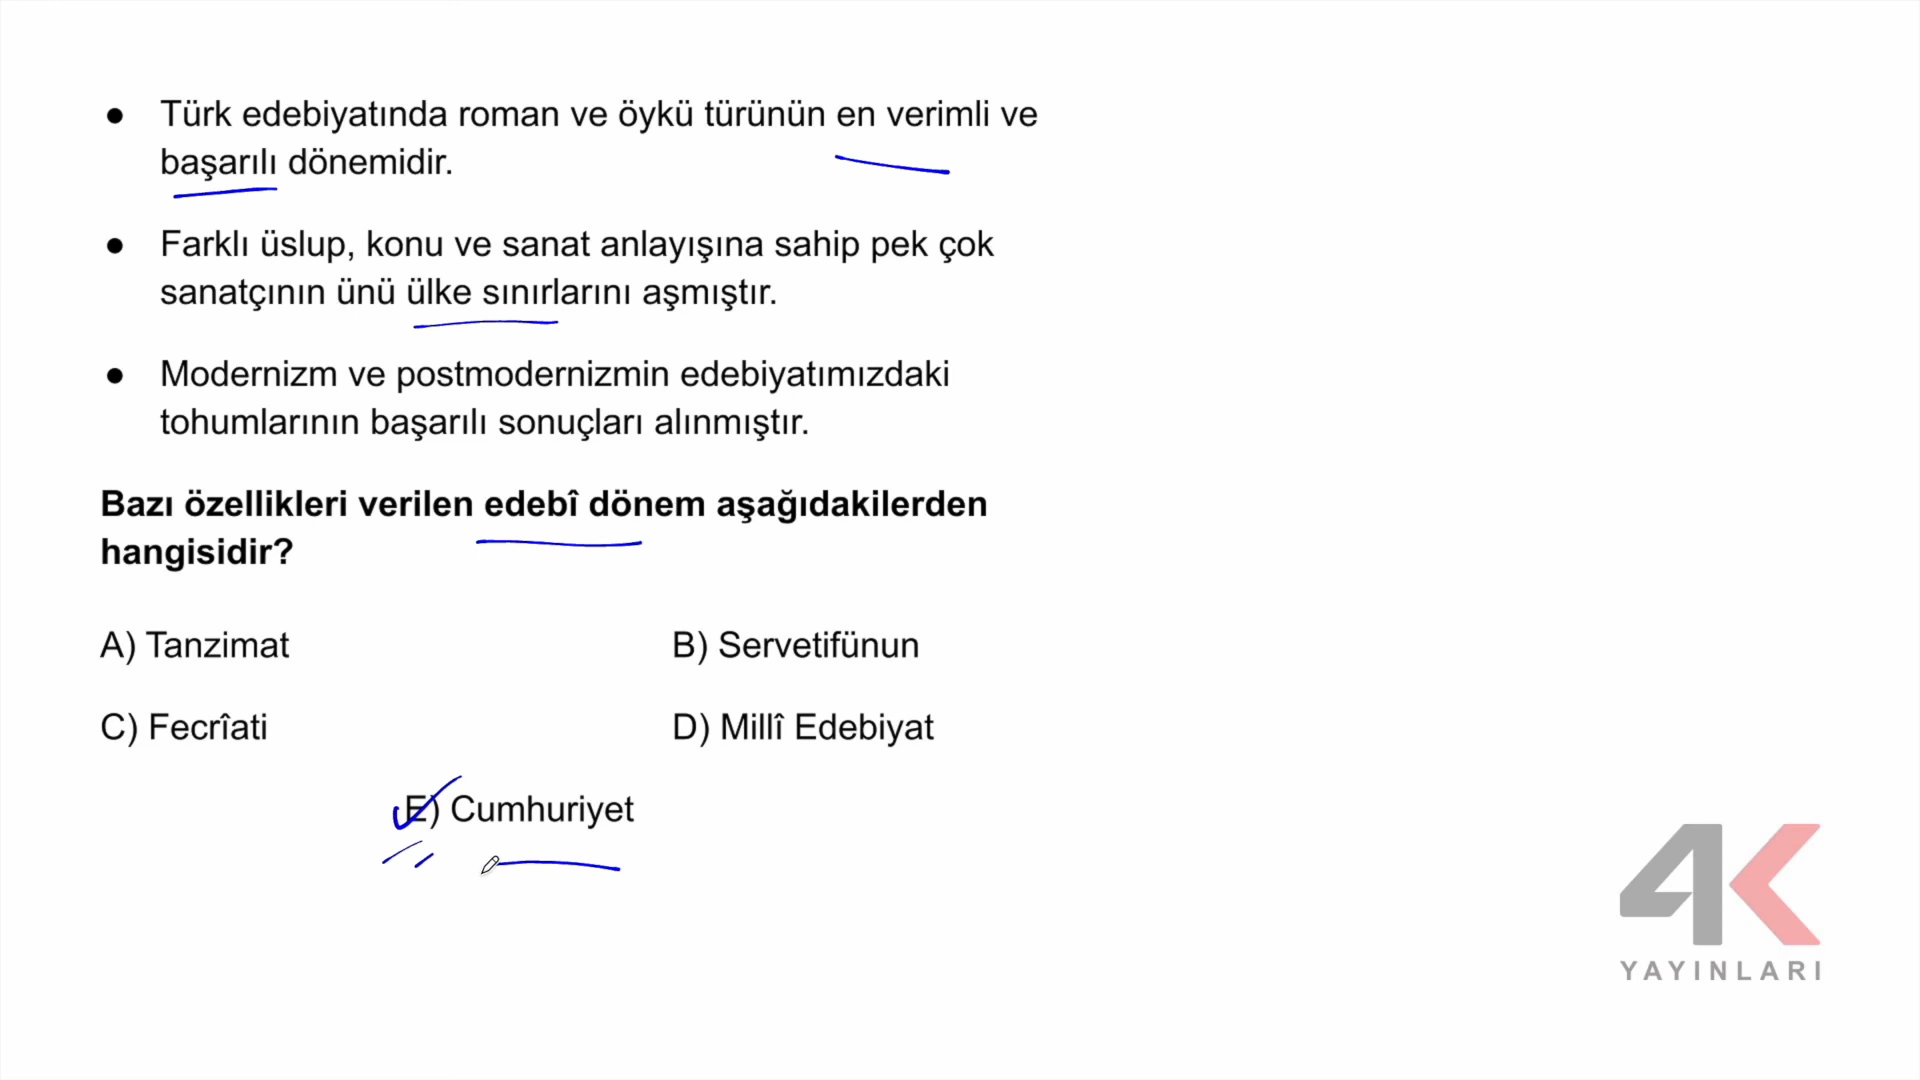 ● Türk edebiyatında roman ve öykü türünün en verimli ve
başarılı dönemidir.
● Farklı üslup, konu ve sanat anlayışına sahip pek çok
sanatçının ünü ülke sınırlarını aşmıştır.
● Modernizm ve postmodernizmin edebiyatımızdaki
tohumlarının başarılı sonuçları alınmıştır.
Bazı özellikleri verilen edebî dönem aşağıdakilerden
hangisidir?
A) Tanzimat B) Servetifünun
C) Fecrîati D) Millî Edebiyat
E) Cumhuriyet
4K
YAYINLARI